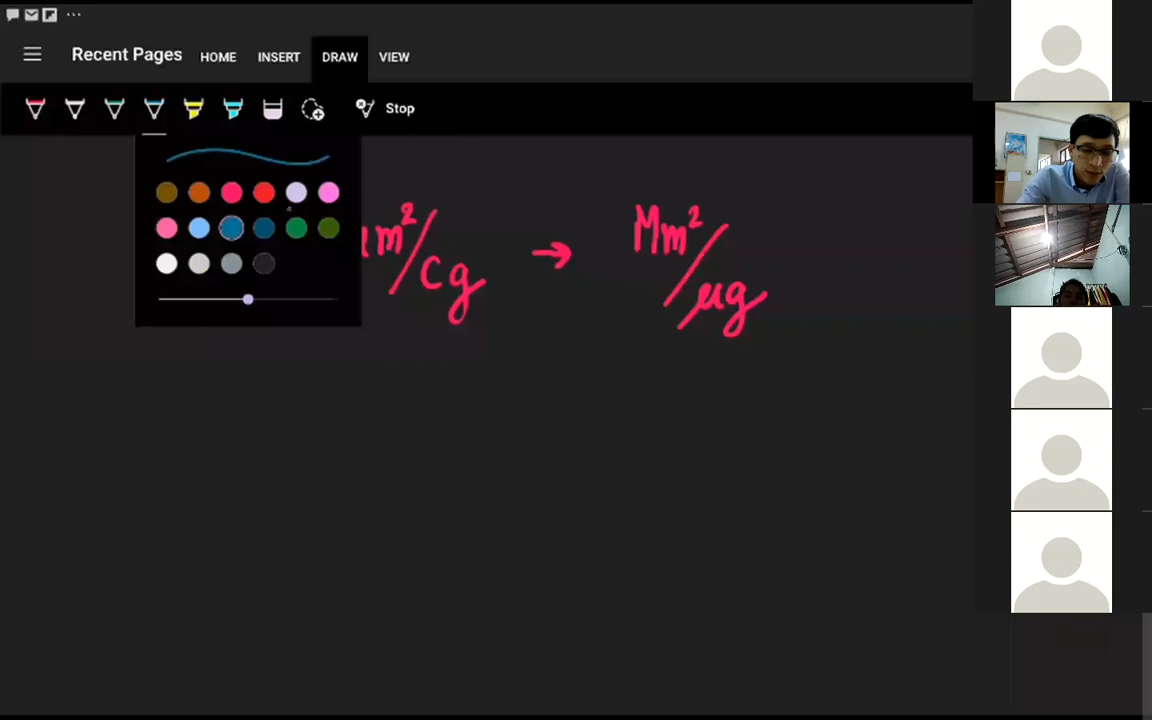 Recent Pages HOME INSERT DRAW VIEW
Stop
m²/cg → Mm²/μg